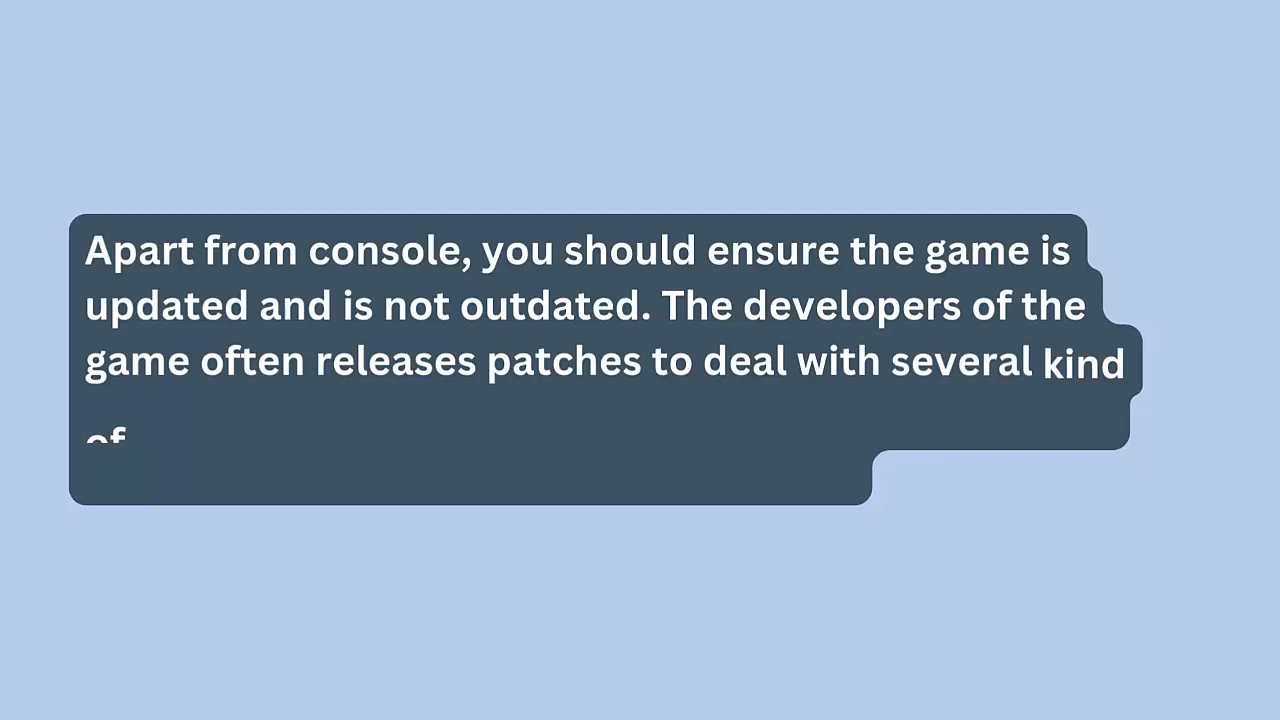 Apart from console, you should ensure the game is
updated and is not outdated. The developers of the
game often releases patches to deal with several kind
of